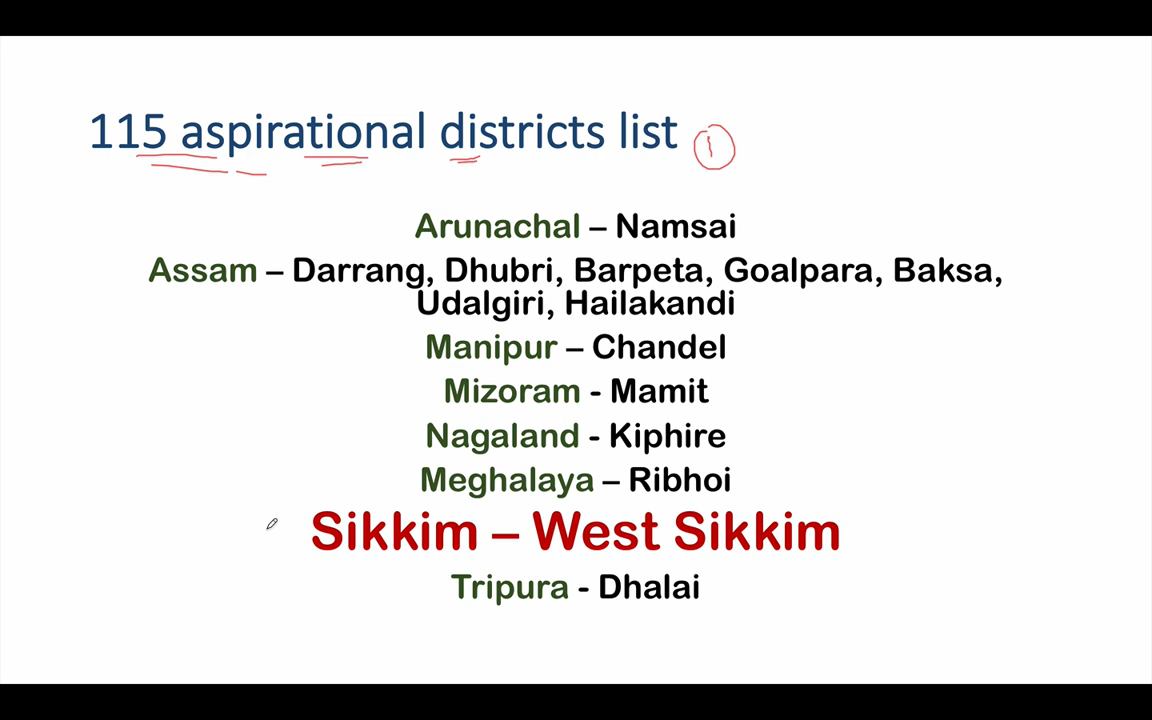 115 aspirational districts list 1
Arunachal – Namsai
Assam – Darrang, Dhubri, Barpeta, Goalpara, Baksa,
Udalgiri, Hailakandi
Manipur – Chandel
Mizoram - Mamit
Nagaland - Kiphire
Meghalaya – Ribhoi
Sikkim – West Sikkim
Tripura - Dhalai